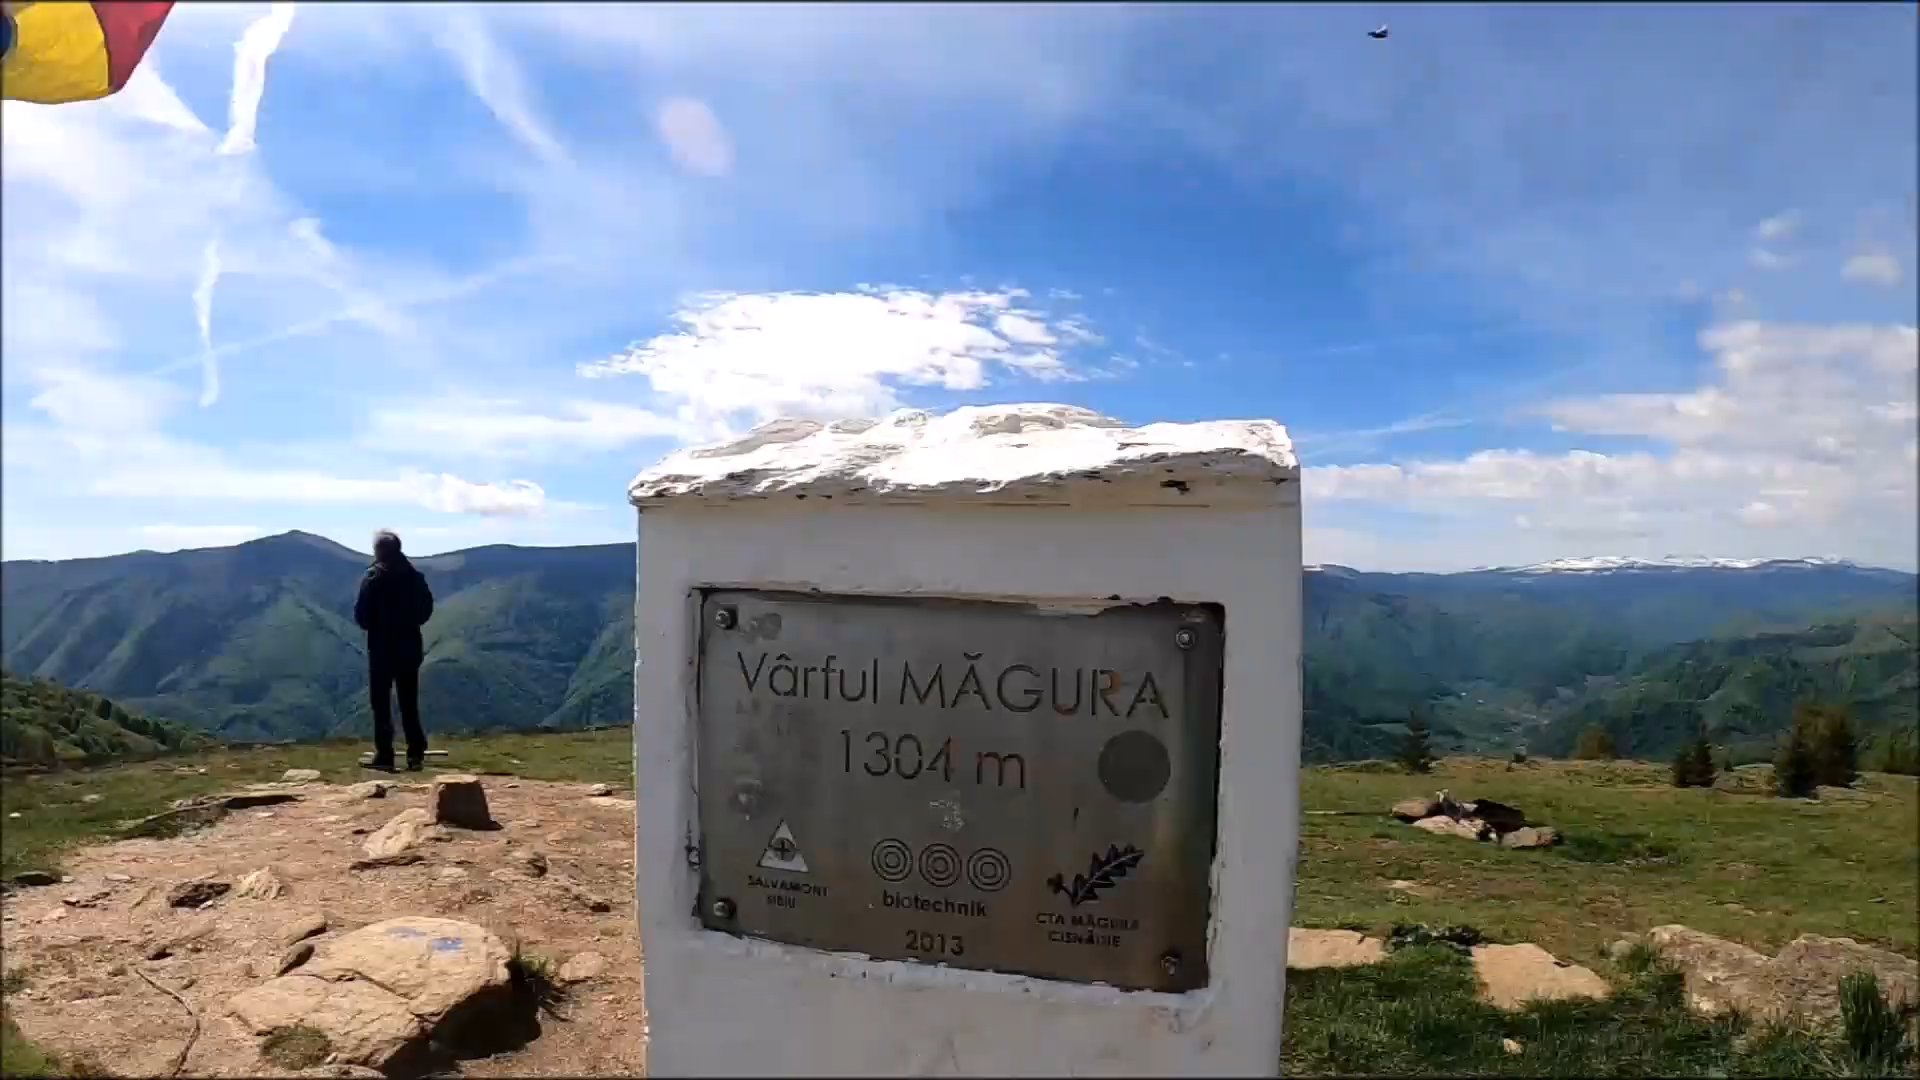 Vârful MĂGURA
1304 m
SALVAMONT
SIBIU
biotechnik
CTA MĂGURA
CISNĂDIE
2013